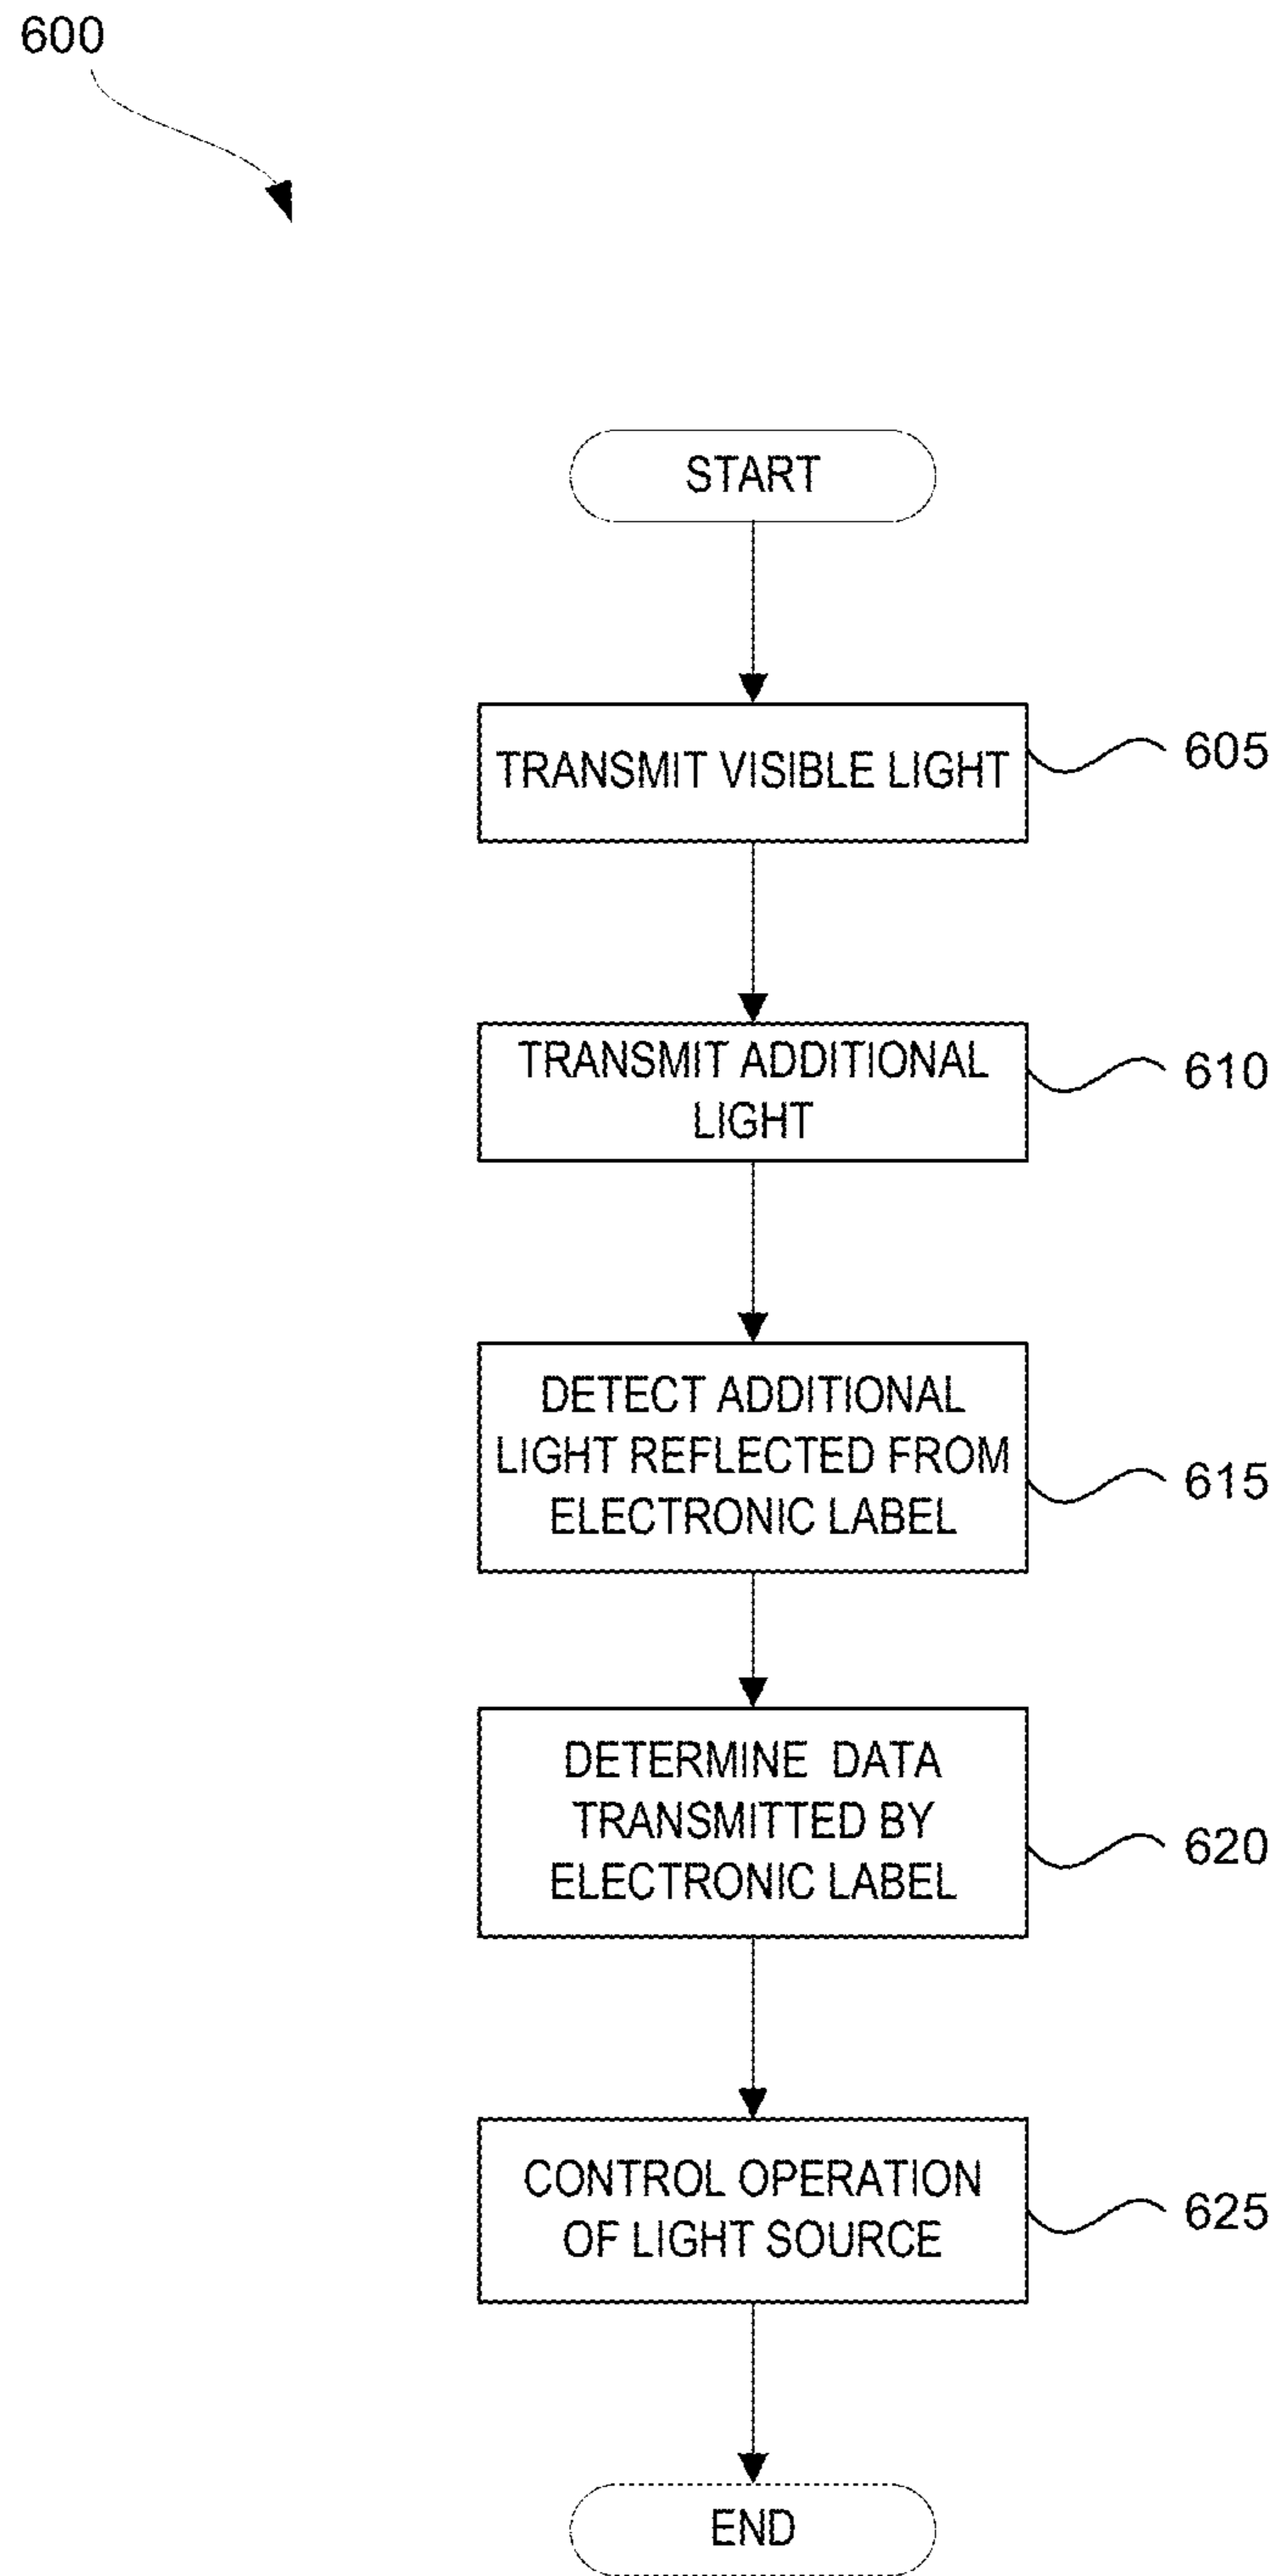 600
START
TRANSMIT VISIBLE LIGHT
605
TRANSMIT ADDITIONAL
LIGHT
610
DETECT ADDITIONAL
LIGHT REFLECTED FROM
ELECTRONIC LABEL
615
DETERMINE DATA
TRANSMITTED BY
ELECTRONIC LABEL
620
CONTROL OPERATION
OF LIGHT SOURCE
625
END